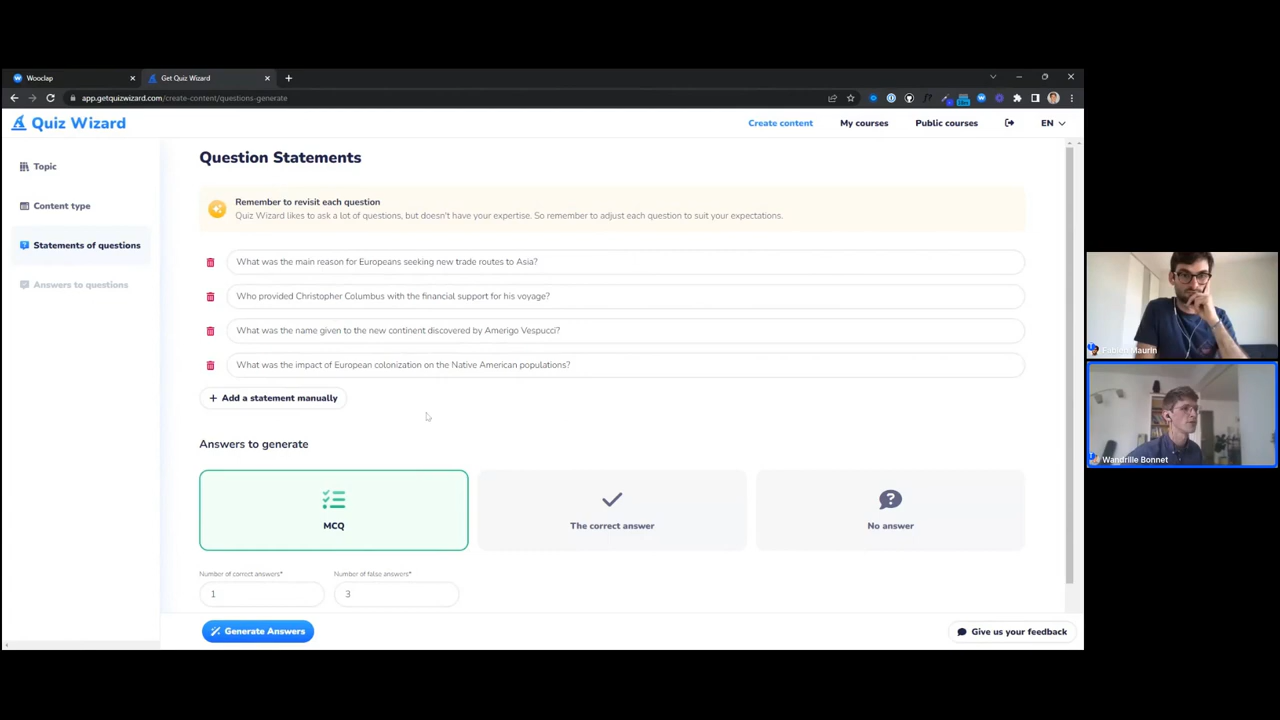 Wooclap
Get Quiz Wizard
app.getquizwizard.com/create-content/questions-generate
Quiz Wizard
Create content
My courses
Public courses
EN
Topic
Content type
Statements of questions
Answers to questions
Question Statements
Remember to revisit each question
Quiz Wizard likes to ask a lot of questions, but doesn't have your expertise. So remember to adjust each question to suit your expectations.
What was the main reason for Europeans seeking new trade routes to Asia?
Who provided Christopher Columbus with the financial support for his voyage?
What was the name given to the new continent discovered by Amerigo Vespucci?
What was the impact of European colonization on the Native American populations?
+ Add a statement manually
Answers to generate
MCQ
The correct answer
No answer
Number of correct answers*
Number of false answers*
1
3
Generate Answers
Give us your feedback
Maurin
Wandrille Bonnet